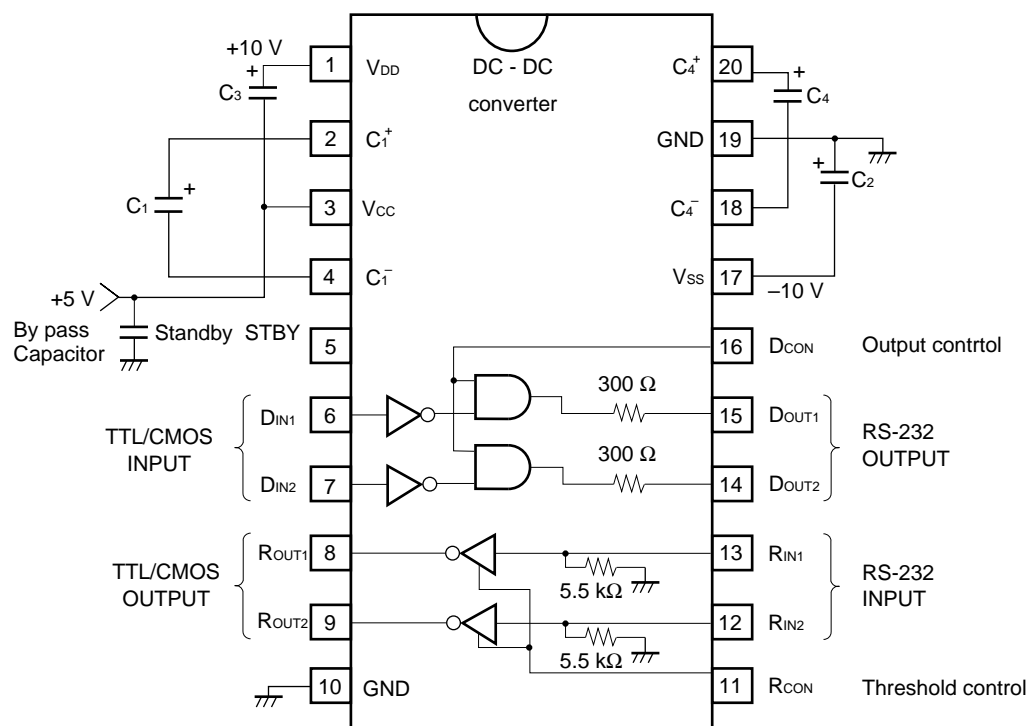 +10 V
+
C3
1
VDD
DC - DC
converter
C4+
20
+
C4
2
C1+
GND
19
+
C2
C1
+
3
VCC
C4−
18
4
C1−
VSS
17
–10 V
+5 V
By pass
Capacitor
Standby
STBY
5
16
DCON
Output contrtol
TTL/CMOS
INPUT
DIN1
6
300 Ω
15
DOUT1
RS-232
OUTPUT
DIN2
7
300 Ω
14
DOUT2
TTL/CMOS
OUTPUT
ROUT1
8
5.5 kΩ
13
RIN1
RS-232
INPUT
ROUT2
9
5.5 kΩ
12
RIN2
10
GND
11
RCON
Threshold control